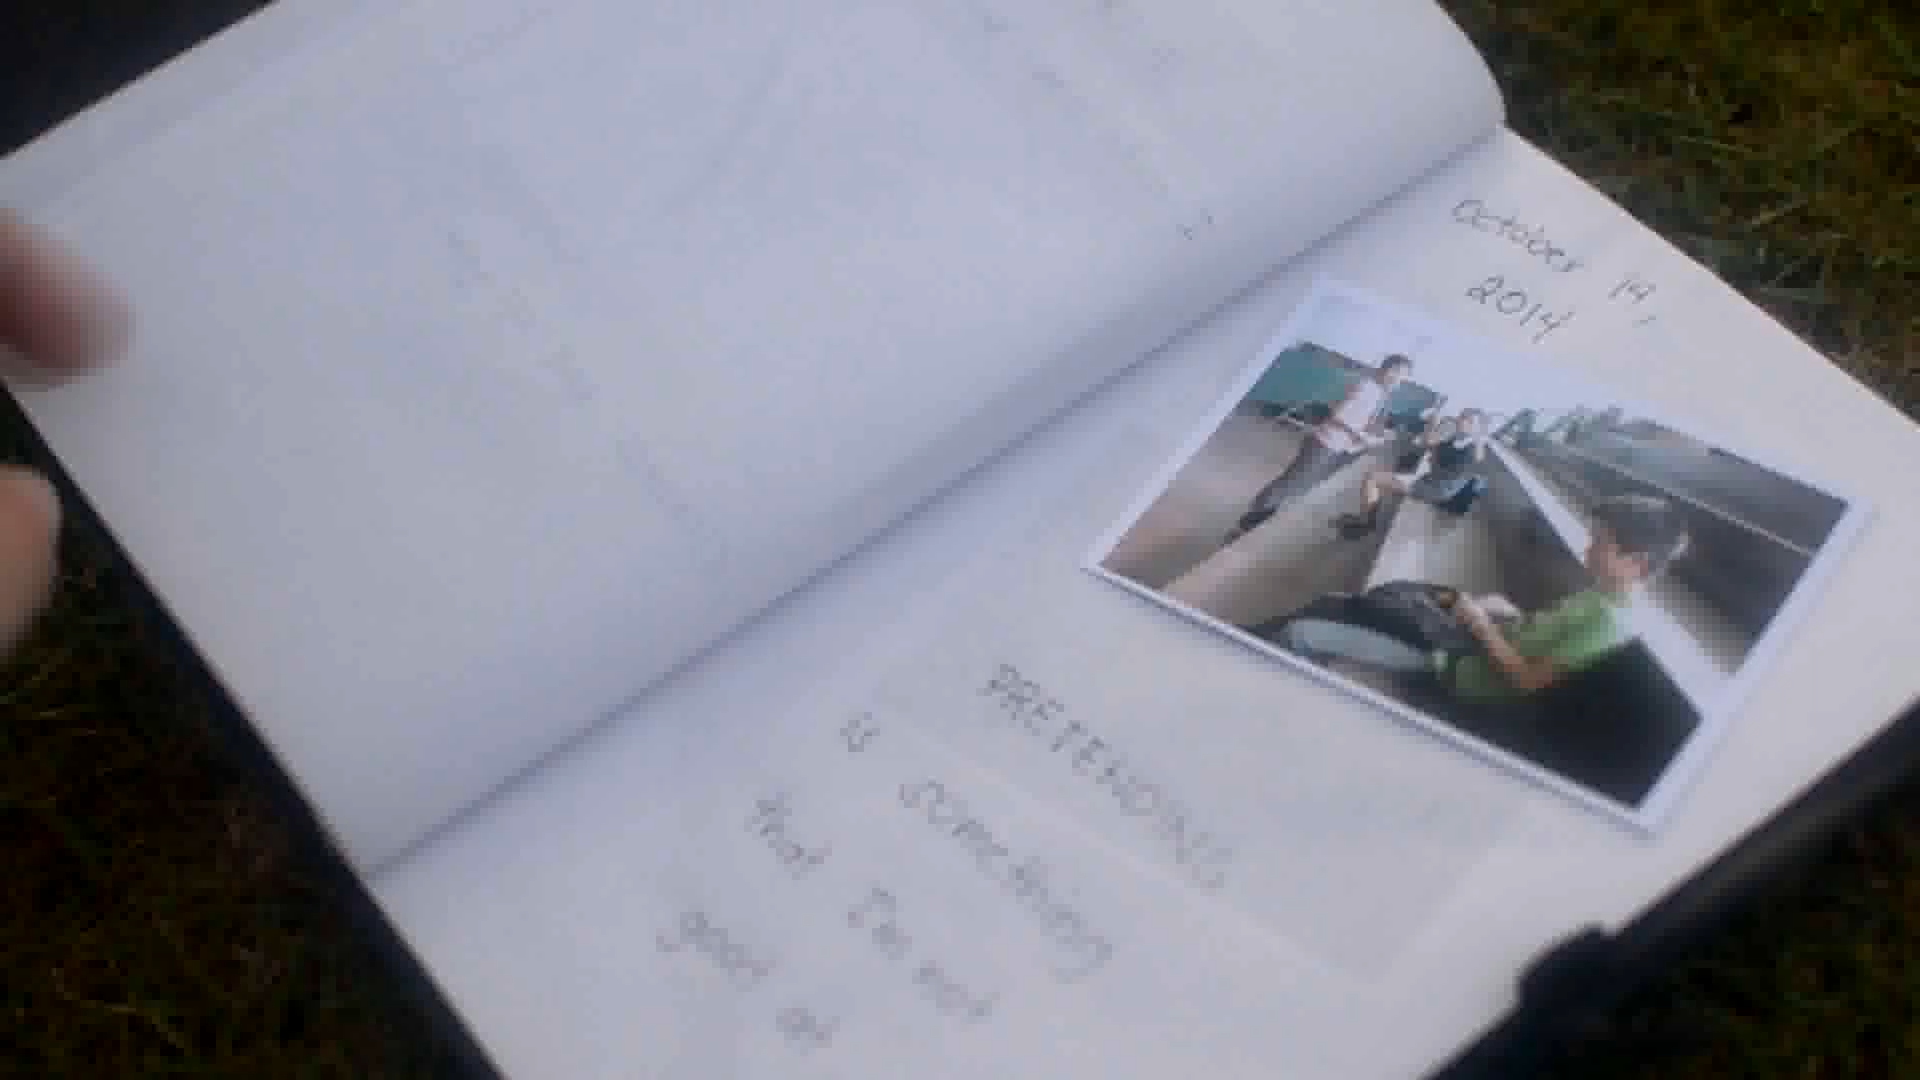 October 14,
2014
PRETENDING
is something
that I'm not
good at